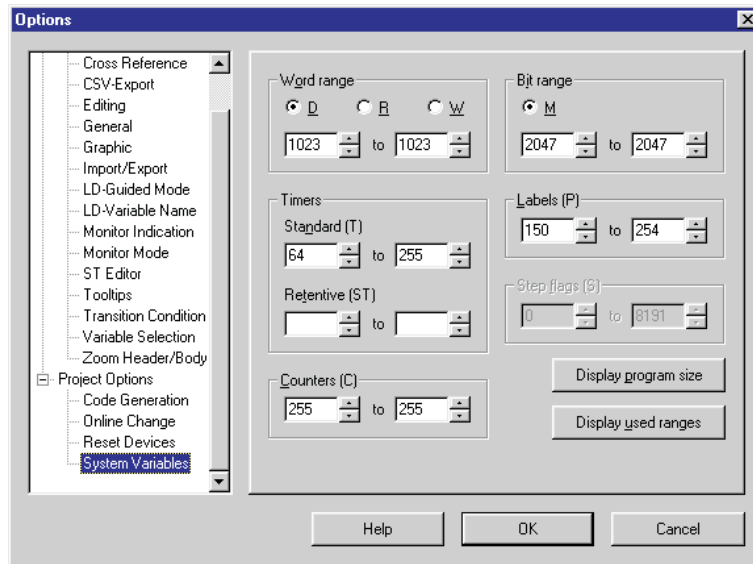 Options
Cross Reference
CSV-Export
Editing
General
Graphic
Import/Export
LD-Guided Mode
LD-Variable Name
Monitor Indication
Monitor Mode
ST Editor
Tooltips
Transition Condition
Variable Selection
Zoom Header/Body
Project Options
Code Generation
Online Change
Reset Devices
System Variables
Word range
D R W
1023 to 1023
Bit range
M
2047 to 2047
Timers
Standard (T)
64 to 255
Retentive (ST)
to
Labels (P)
150 to 254
Step flags (S)
0 to 8191
Counters (C)
255 to 255
Display program size
Display used ranges
Help OK Cancel